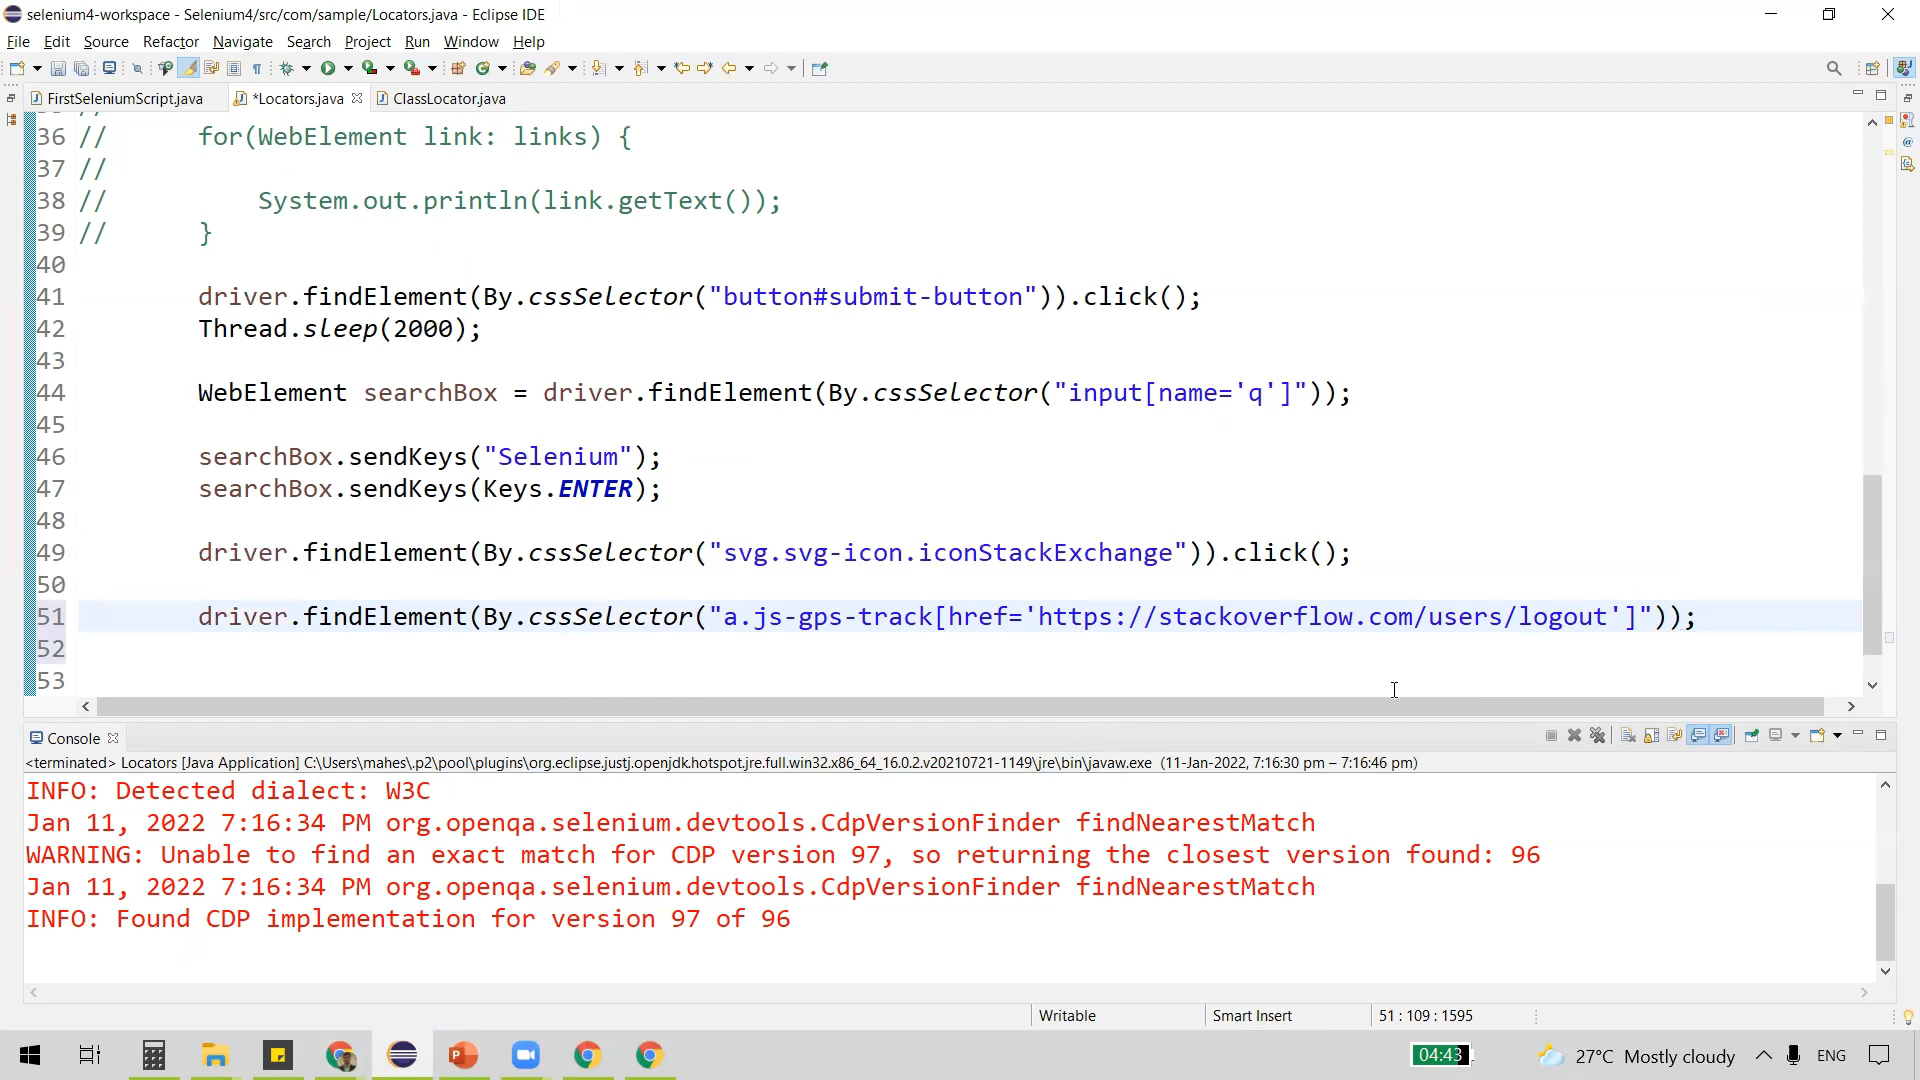 selenium4-workspace - Selenium4/src/com/sample/Locators.java - Eclipse IDE
File Edit Source Refactor Navigate Search Project Run Window Help
FirstSeleniumScript.java *Locators.java ClassLocator.java
36 // for(WebElement link: links) {
37 //
38 // System.out.println(link.getText());
39 // }
40
41 driver.findElement(By.cssSelector("button#submit-button")).click();
42 Thread.sleep(2000);
43
44 WebElement searchBox = driver.findElement(By.cssSelector("input[name='q']"));
45
46 searchBox.sendKeys("Selenium");
47 searchBox.sendKeys(Keys.ENTER);
48
49 driver.findElement(By.cssSelector("svg.svg-icon.iconStackExchange")).click();
50
51 driver.findElement(By.cssSelector("a.js-gps-track[href='https://stackoverflow.com/users/logout']"));
52
53
Console
<terminated> Locators [Java Application] C:\Users\mahes\.p2\pool\plugins\org.eclipse.justj.openjdk.hotspot.jre.full.win32.x86_64_16.0.2.v20210721-1149\jre\bin\javaw.exe (11-Jan-2022, 7:16:30 pm – 7:16:46 pm)
INFO: Detected dialect: W3C
Jan 11, 2022 7:16:34 PM org.openqa.selenium.devtools.CdpVersionFinder findNearestMatch
WARNING: Unable to find an exact match for CDP version 97, so returning the closest version found: 96
Jan 11, 2022 7:16:34 PM org.openqa.selenium.devtools.CdpVersionFinder findNearestMatch
INFO: Found CDP implementation for version 97 of 96
Writable Smart Insert 51 : 109 : 1595
04:43 27°C Mostly cloudy ENG